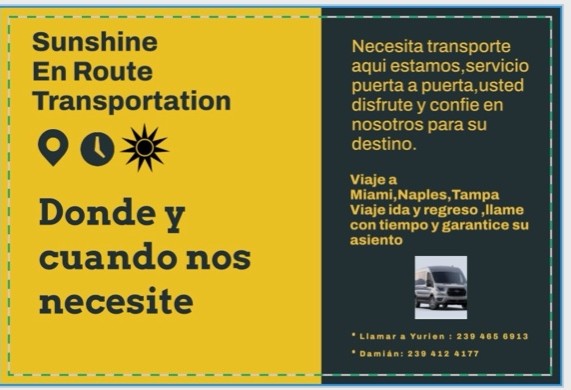 Sunshine
En Route
Transportation
Donde y
cuando nos
necesite
Necesita transporte
aqui estamos,servicio
puerta a puerta,usted
disfrute y confie en
nosotros para su
destino.
Viaje a
Miami,Naples,Tampa
Viaje ida y regreso ,llame
con tiempo y garantice su
asiento
* Llamar a Yurien : 239 465 6913
* Damián: 239 412 4177